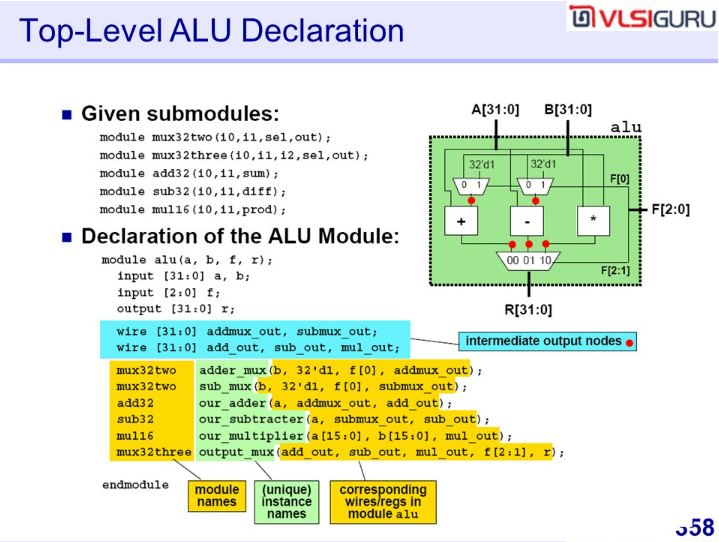 Top-Level ALU Declaration
VLSIGURU
Given submodules:
module mux32two(i0,i1,sel,out);
module mux32three(i0,i1,i2,sel,out);
module add32(i0,i1,sum);
module sub32(i0,i1,diff);
module mul16(i0,i1,prod);
Declaration of the ALU Module:
module alu(a, b, f, r);
input [31:0] a, b;
input [2:0] f;
output [31:0] r;
wire [31:0] addmux_out, submux_out;
wire [31:0] add_out, sub_out, mul_out;
mux32two adder_mux(b, 32'd1, f[0], addmux_out);
mux32two sub_mux(b, 32'd1, f[0], submux_out);
add32 our_adder(a, addmux_out, add_out);
sub32 our_subtracter(a, submux_out, sub_out);
mul16 our_multiplier(a[15:0], b[15:0], mul_out);
mux32three output_mux(add_out, sub_out, mul_out, f[2:1], r);
endmodule
module names
(unique) instance names
corresponding wires/regs in module alu
intermediate output nodes
A[31:0] B[31:0]
alu
32'd1 32'd1
0 1 0 1
F[0]
+ - *
F[2:0]
00 01 10
F[2:1]
R[31:0]
358